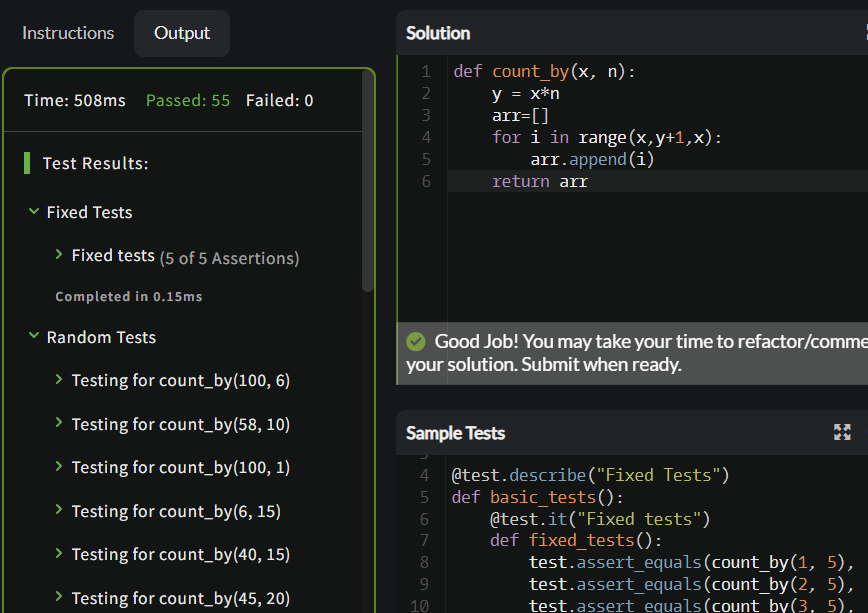 Instructions
Output
Time: 508ms Passed: 55 Failed: 0
Test Results:
Fixed Tests
Fixed tests (5 of 5 Assertions)
Completed in 0.15ms
Random Tests
Testing for count_by(100, 6)
Testing for count_by(58, 10)
Testing for count_by(100, 1)
Testing for count_by(6, 15)
Testing for count_by(40, 15)
Testing for count_by(45, 20)
Solution
1 def count_by(x, n):
2     y = x*n
3     arr=[]
4     for i in range(x,y+1,x):
5         arr.append(i)
6     return arr
Good Job! You may take your time to refactor/comme
your solution. Submit when ready.
Sample Tests
4 @test.describe("Fixed Tests")
5 def basic_tests():
6     @test.it("Fixed tests")
7     def fixed_tests():
8         test.assert_equals(count_by(1, 5),
9         test.assert_equals(count_by(2, 5),
10         test.assert_equals(count_by(3, 5),